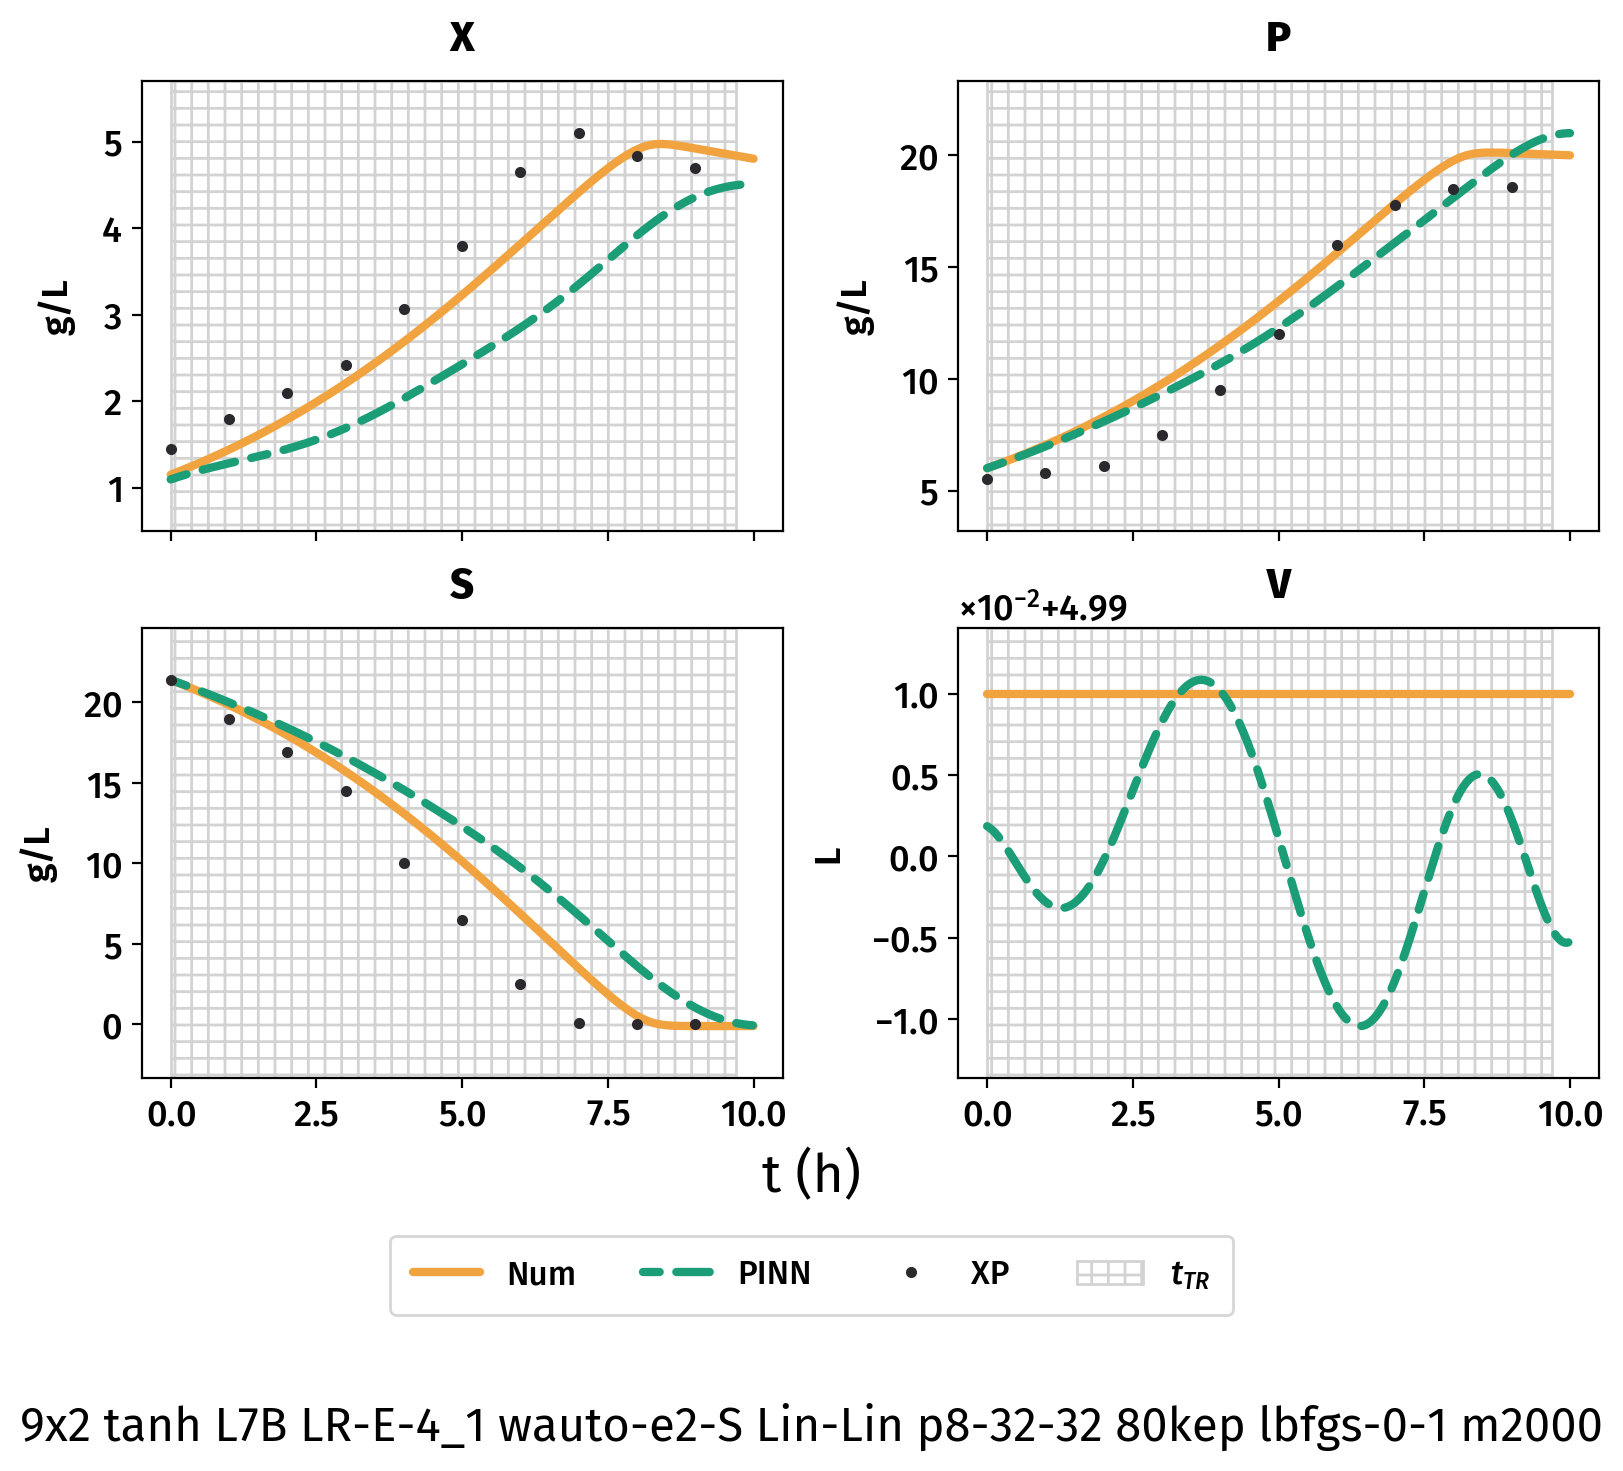 X
5
4
3
2
1
g/L
P
20
15
10
5
g/L
S
20
15
10
5
0
g/L
0.0 2.5 5.0 7.5 10.0
V
×10⁻²+4.99
1.0
0.5
0.0
−0.5
−1.0
L
0.0 2.5 5.0 7.5 10.0
t (h)
Num PINN XP t_TR
9x2 tanh L7B LR-E-4_1 wauto-e2-S Lin-Lin p8-32-32 80kep lbfgs-0-1 m2000